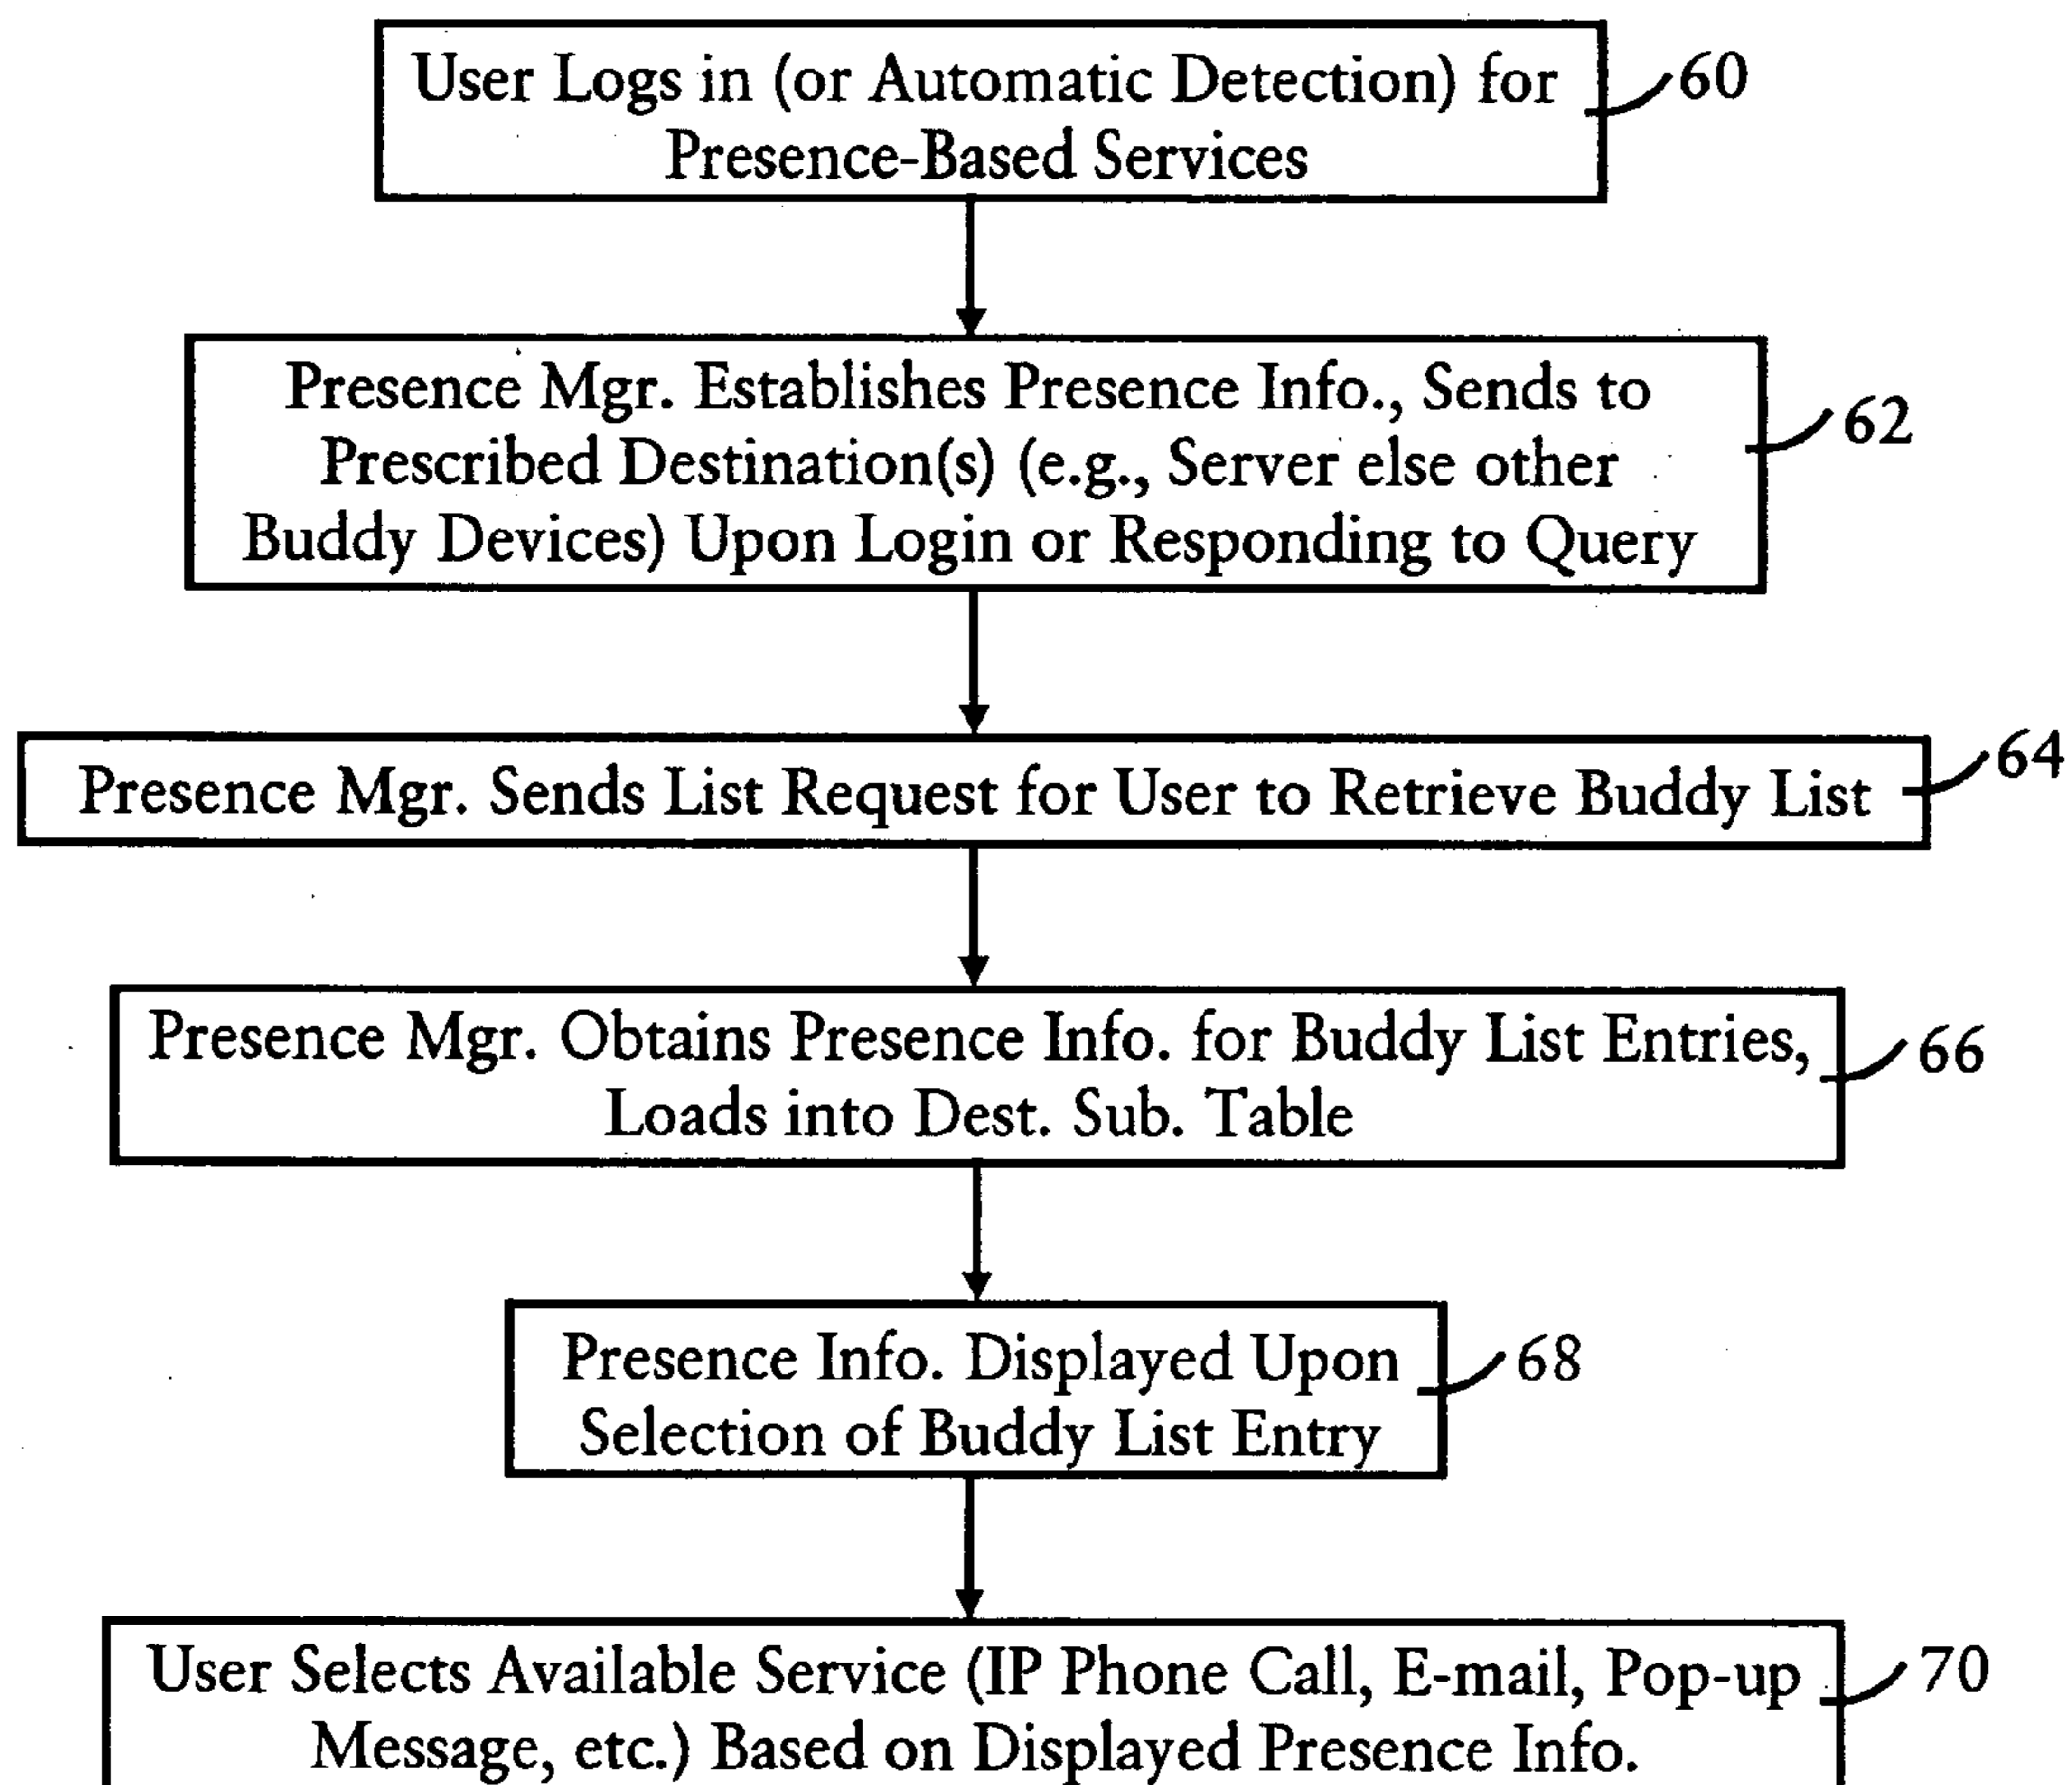 User Logs in (or Automatic Detection) for
Presence-Based Services
60
Presence Mgr. Establishes Presence Info., Sends to
Prescribed Destination(s) (e.g., Server else other
Buddy Devices) Upon Login or Responding to Query
62
Presence Mgr. Sends List Request for User to Retrieve Buddy List
64
Presence Mgr. Obtains Presence Info. for Buddy List Entries,
Loads into Dest. Sub. Table
66
Presence Info. Displayed Upon
Selection of Buddy List Entry
68
User Selects Available Service (IP Phone Call, E-mail, Pop-up
Message, etc.) Based on Displayed Presence Info.
70